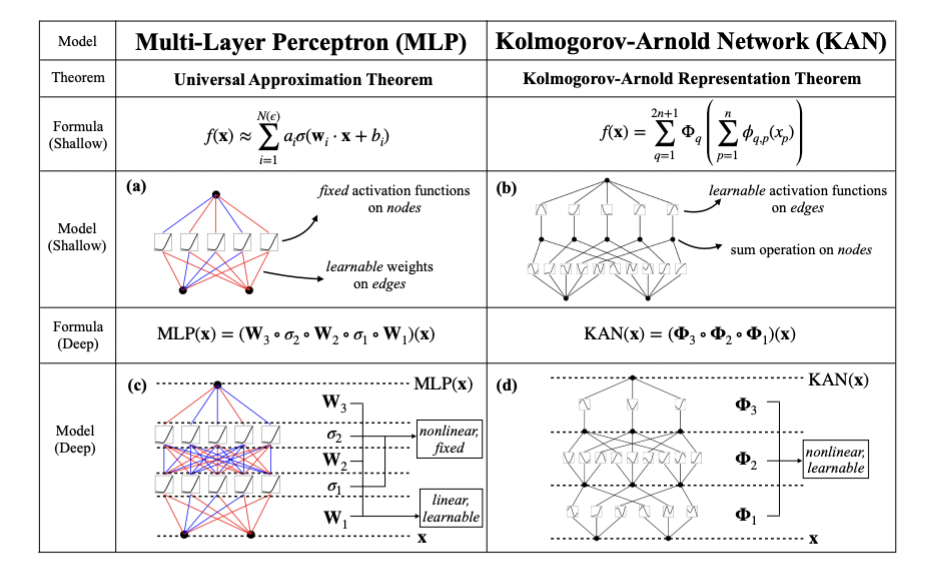 Model
Multi-Layer Perceptron (MLP)
Kolmogorov-Arnold Network (KAN)
Theorem
Universal Approximation Theorem
Kolmogorov-Arnold Representation Theorem
Formula
(Shallow)
f(x) ≈ ∑_{i=1}^{N(ϵ)} a_iσ(w_i · x + b_i)
f(x) = ∑_{q=1}^{2n+1} Φ_q (∑_{p=1}^{n} ϕ_{q,p}(x_p))
Model
(Shallow)
(a)
fixed activation functions
on nodes
learnable weights
on edges
(b)
learnable activation functions
on edges
sum operation on nodes
Formula
(Deep)
MLP(x) = (W_3 ∘ σ_2 ∘ W_2 ∘ σ_1 ∘ W_1)(x)
KAN(x) = (Φ_3 ∘ Φ_2 ∘ Φ_1)(x)
Model
(Deep)
(c)
MLP(x)
W_3
σ_2
nonlinear,
fixed
W_2
σ_1
linear,
learnable
W_1
x
(d)
KAN(x)
Φ_3
Φ_2
nonlinear,
learnable
Φ_1
x